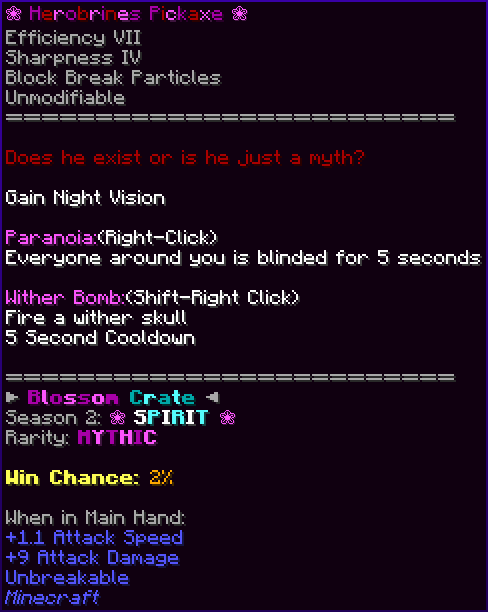 ❀ Herobrines Pickaxe ❀
Efficiency VII
Sharpness IV
Block Break Particles
Unmodifiable
============================
Does he exist or is he just a myth?
Gain Night Vision
Paranoia:(Right-Click)
Everyone around you is blinded for 5 seconds
Wither Bomb:(Shift-Right Click)
Fire a wither skull
5 Second Cooldown
============================
► Blossom Crate ◄
Season 2: ❀ SPIRIT ❀
Rarity: MYTHIC
Win Chance: 2%
When in Main Hand:
+1.1 Attack Speed
+9 Attack Damage
Unbreakable
Minecraft